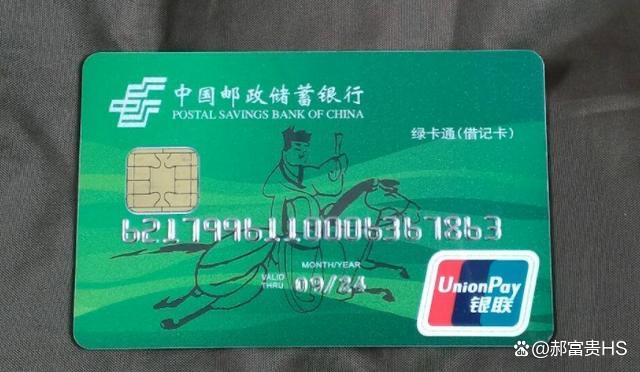 中国邮政储蓄银行
POSTAL SAVINGS BANK OF CHINA
绿卡通(借记卡)
6217996110006367863
MONTH/YEAR
VALID THRU 09/24
UnionPay
银联
@郝富贵HS